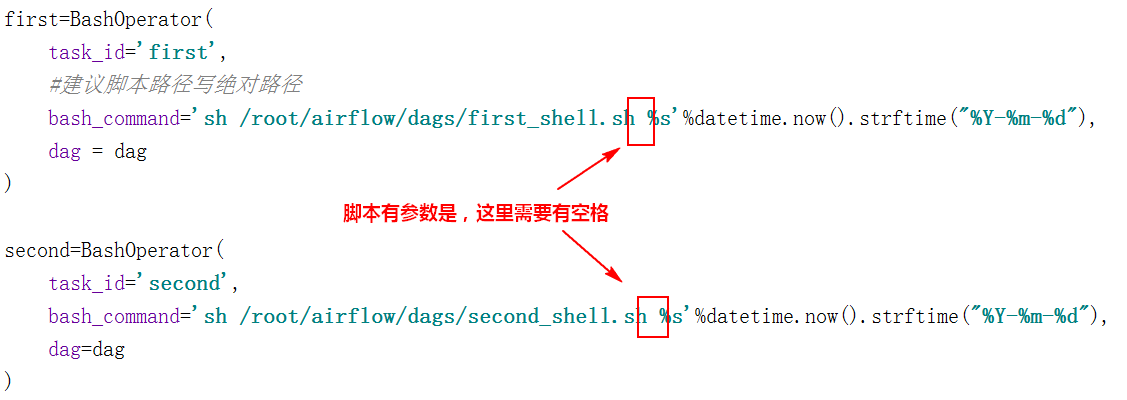 first=BashOperator(
    task_id='first',
    #建议脚本路径写绝对路径
    bash_command='sh /root/airflow/dags/first_shell.sh %s'%datetime.now().strftime("%Y-%m-%d"),
    dag = dag
)
脚本有参数是，这里需要有空格
second=BashOperator(
    task_id='second',
    bash_command='sh /root/airflow/dags/second_shell.sh %s'%datetime.now().strftime("%Y-%m-%d"),
    dag=dag
)